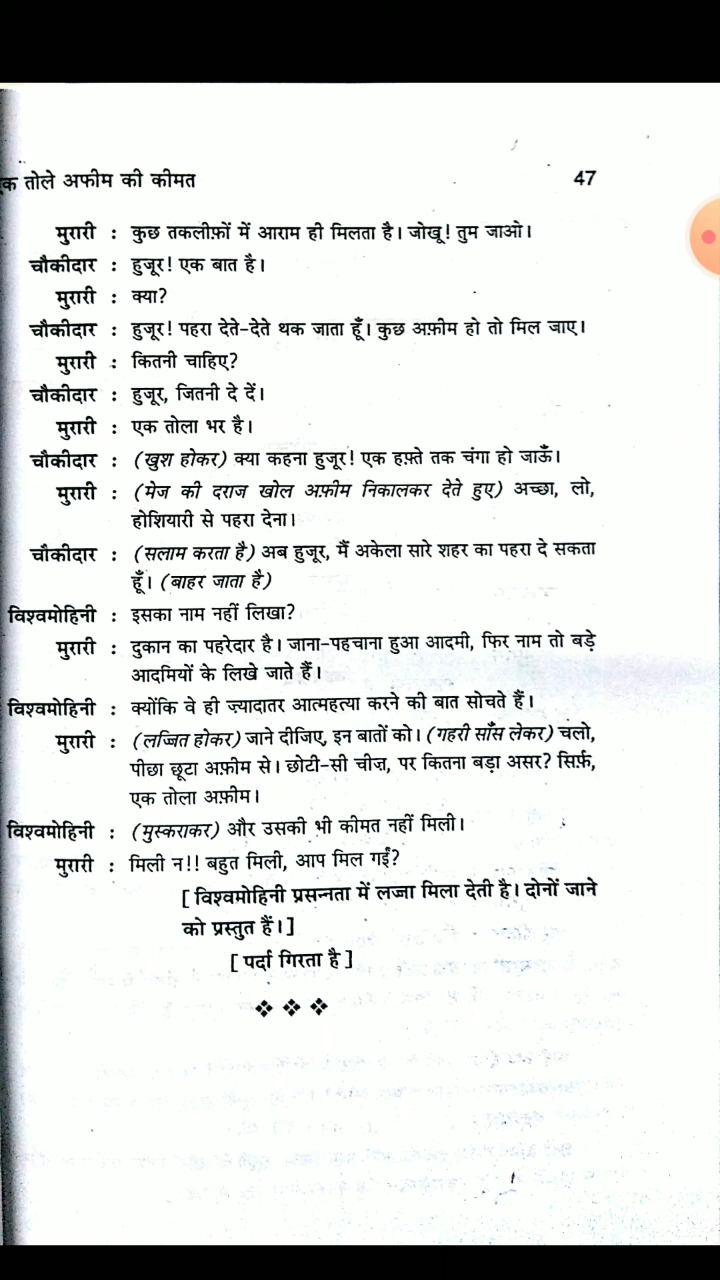 तोले अफीम की कीमत 47
मुरारी : कुछ तकलीफ़ों में आराम ही मिलता है। जोखू! तुम जाओ।
चौकीदार : हुजूर! एक बात है।
मुरारी : क्या?
चौकीदार : हुजूर! पहरा देते-देते थक जाता हूँ। कुछ अफ़ीम हो तो मिल जाए।
मुरारी : कितनी चाहिए?
चौकीदार : हुजूर, जितनी दे दें।
मुरारी : एक तोला भर है।
चौकीदार : (खुश होकर) क्या कहना हुजूर! एक हफ़्ते तक चंगा हो जाऊँ।
मुरारी : (मेज की दराज खोल अफ़ीम निकालकर देते हुए) अच्छा, लो,
होशियारी से पहरा देना।
चौकीदार : (सलाम करता है) अब हुजूर, मैं अकेला सारे शहर का पहरा दे सकता
हूँ। (बाहर जाता है)
विश्वमोहिनी : इसका नाम नहीं लिखा?
मुरारी : दुकान का पहरेदार है। जाना-पहचाना हुआ आदमी, फिर नाम तो बड़े
आदमियों के लिखे जाते हैं।
विश्वमोहिनी : क्योंकि वे ही ज़्यादातर आत्महत्या करने की बात सोचते हैं।
मुरारी : (लज्जित होकर) जाने दीजिए, इन बातों को। (गहरी साँस लेकर) चलो,
पीछा छूटा अफ़ीम से। छोटी-सी चीज़, पर कितना बड़ा असर? सिर्फ़,
एक तोला अफ़ीम।
विश्वमोहिनी : (मुस्कराकर) और उसकी भी कीमत नहीं मिली।
मुरारी : मिली न!! बहुत मिली, आप मिल गईं?
[ विश्वमोहिनी प्रसन्नता में लज्जा मिला देती है। दोनों जाने
को प्रस्तुत हैं।]
[ पर्दा गिरता है ]